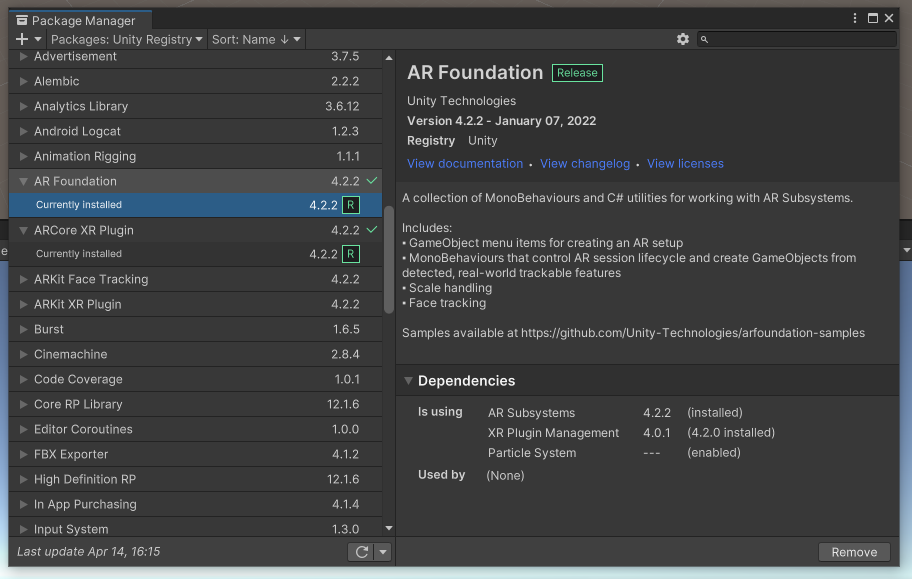 Package Manager
Packages: Unity Registry Sort: Name ↓
Advertisement 3.7.5
Alembic 2.2.2
Analytics Library 3.6.12
Android Logcat 1.2.3
Animation Rigging 1.1.1
AR Foundation 4.2.2
Currently installed 4.2.2 R
ARCore XR Plugin 4.2.2
Currently installed 4.2.2 R
ARKit Face Tracking 4.2.2
ARKit XR Plugin 4.2.2
Burst 1.6.5
Cinemachine 2.8.4
Code Coverage 1.0.1
Core RP Library 12.1.6
Editor Coroutines 1.0.0
FBX Exporter 4.1.2
High Definition RP 12.1.6
In App Purchasing 4.1.4
Input System 1.3.0
Last update Apr 14, 16:15
AR Foundation Release
Unity Technologies
Version 4.2.2 - January 07, 2022
Registry Unity
View documentation • View changelog • View licenses
A collection of MonoBehaviours and C# utilities for working with AR Subsystems.
Includes:
• GameObject menu items for creating an AR setup
• MonoBehaviours that control AR session lifecycle and create GameObjects from
detected, real-world trackable features
• Scale handling
• Face tracking
Samples available at https://github.com/Unity-Technologies/arfoundation-samples
Dependencies
Is using AR Subsystems 4.2.2 (installed)
XR Plugin Management 4.0.1 (4.2.0 installed)
Particle System --- (enabled)
Used by (None)
Remove